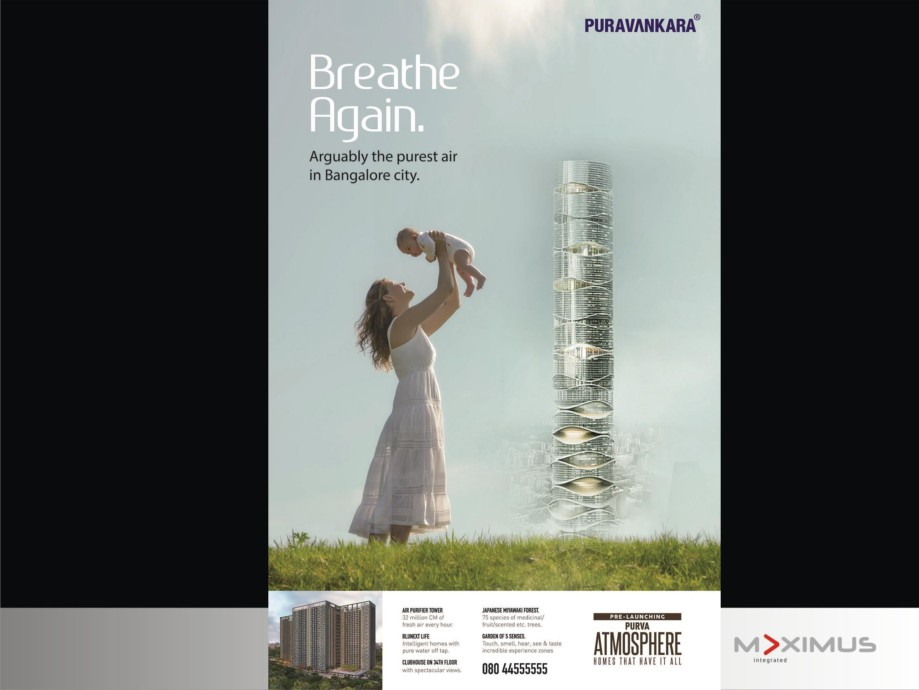 PURAVANKARA®
Breathe
Again.
Arguably the purest air
in Bangalore city.
AIR PURIFIER TOWER
32 million CM of
fresh air every hour.
BLUNEXT LIFE
Intelligent homes with
pure water off tap.
CLUBHOUSE ON 34TH FLOOR
with spectacular views.
JAPANESE MIYAWAKI FOREST.
75 species of medicinal/
fruit/scented etc. trees.
GARDEN OF 5 SENSES.
Touch, smell, hear, see & taste
incredible experience zones
080 44555555
PRE-LAUNCHING
PURVA
ATMOSPHERE
HOMES THAT HAVE IT ALL
MAXIMUS
integrated